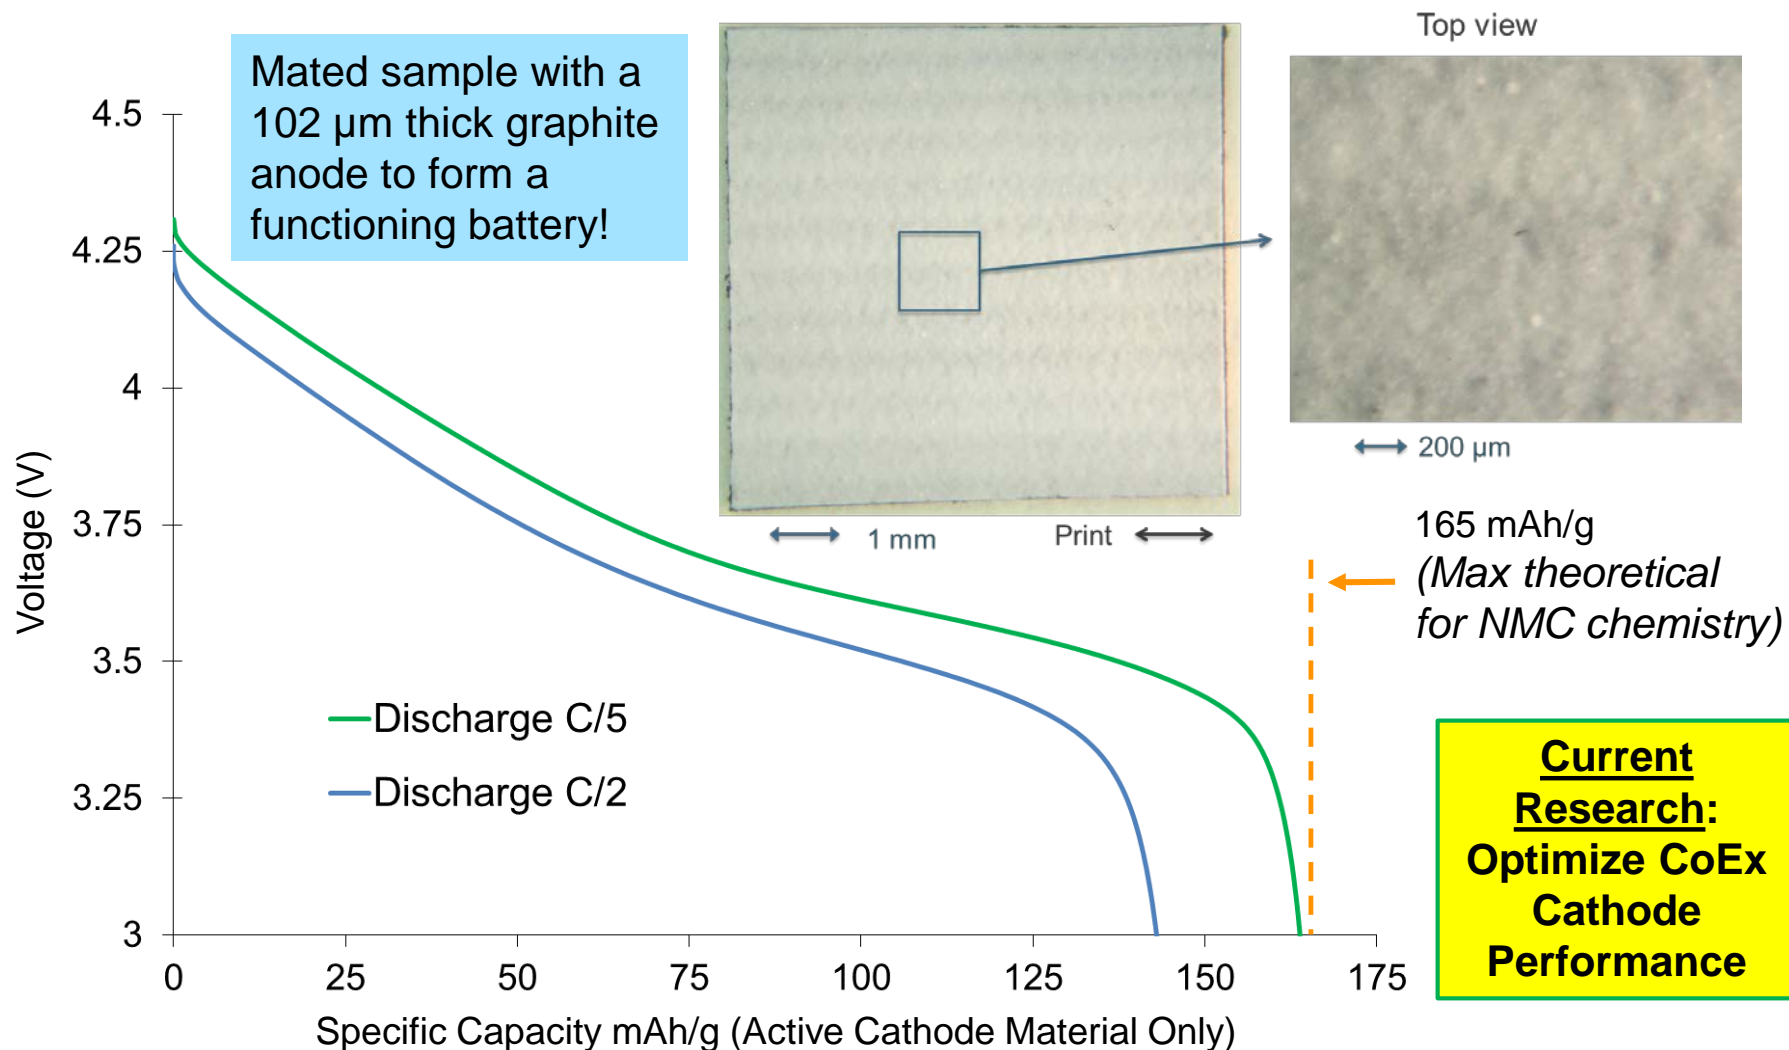 Mated sample with a
102 µm thick graphite
anode to form a
functioning battery!
Top view
200 µm
1 mm
Print
165 mAh/g
(Max theoretical
for NMC chemistry)
Voltage (V)
4.5
4.25
4
3.75
3.5
3.25
3
Discharge C/5
Discharge C/2
0
25
50
75
100
125
150
175
Specific Capacity mAh/g (Active Cathode Material Only)
Current
Research:
Optimize CoEx
Cathode
Performance